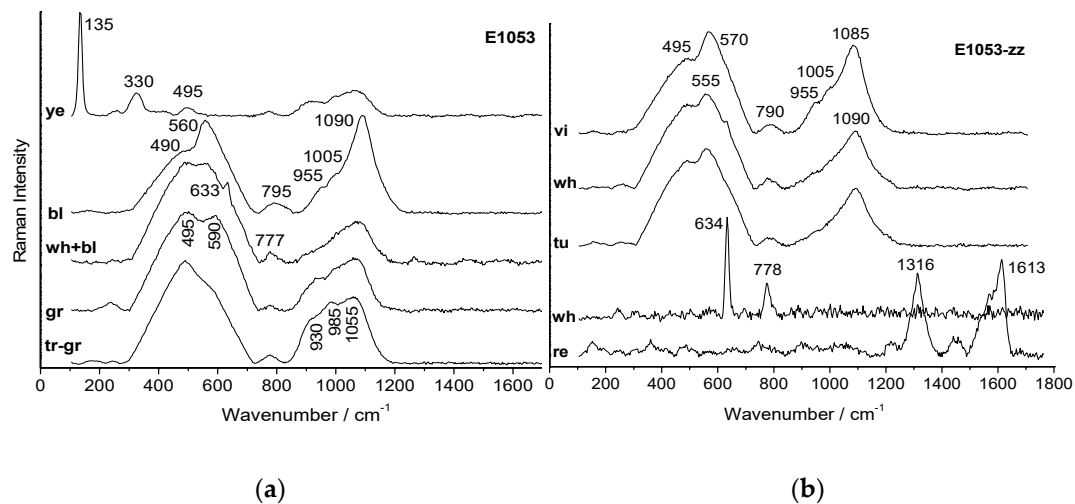 135
E1053
330
495
ye
560
490
1090
1005
955
795
bl
633
777
wh+bl
495
590
gr
930
985
1055
tr-gr
0 200 400 600 800 1000 1200 1400 1600
Wavenumber / cm-1
Raman Intensity
(a)
495
570
1085
E1053-zz
1005
955
790
vi
555
1090
wh
tu
634
778
1316
1613
wh
re
0 200 400 600 800 1000 1200 1400 1600 1800
Wavenumber / cm-1
(b)